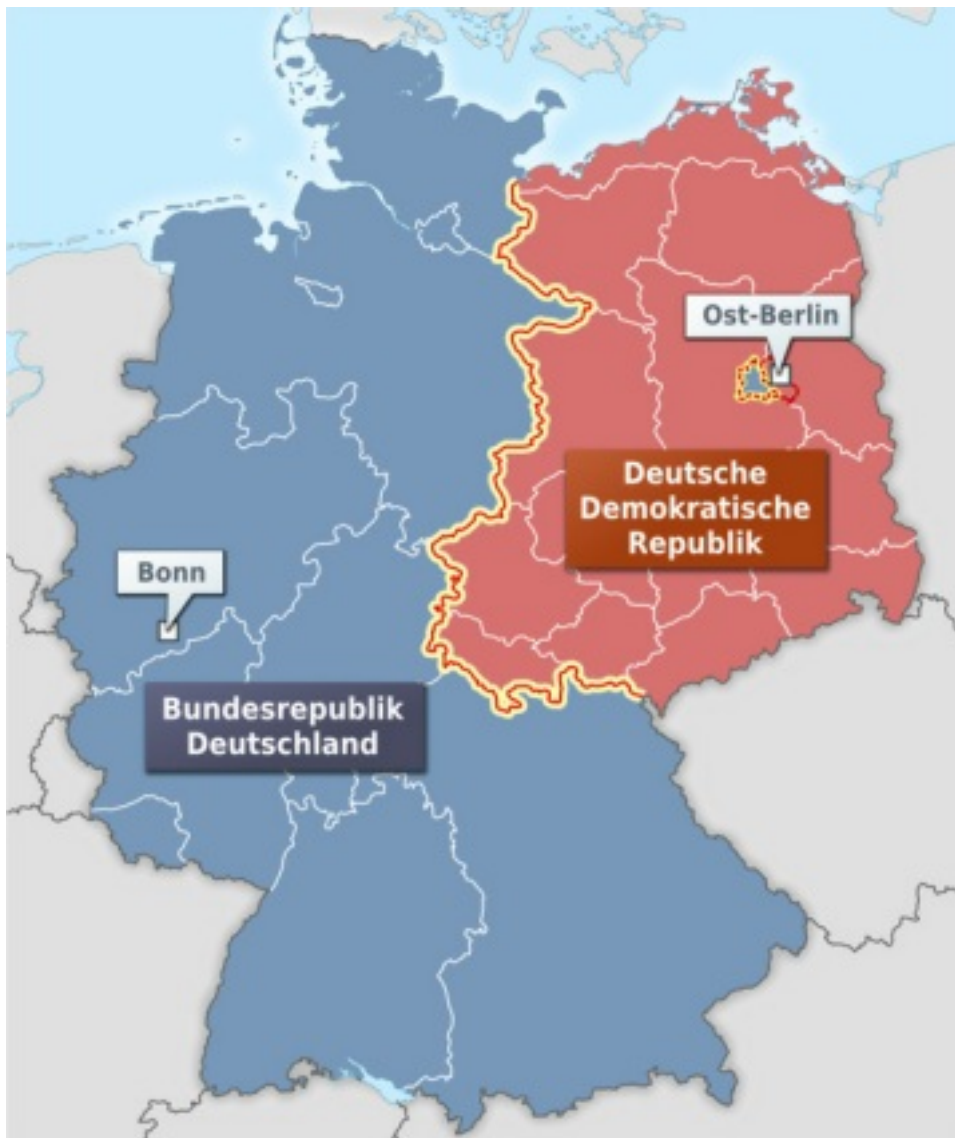 Ost-Berlin
Deutsche
Demokratische
Republik
Bonn
Bundesrepublik
Deutschland